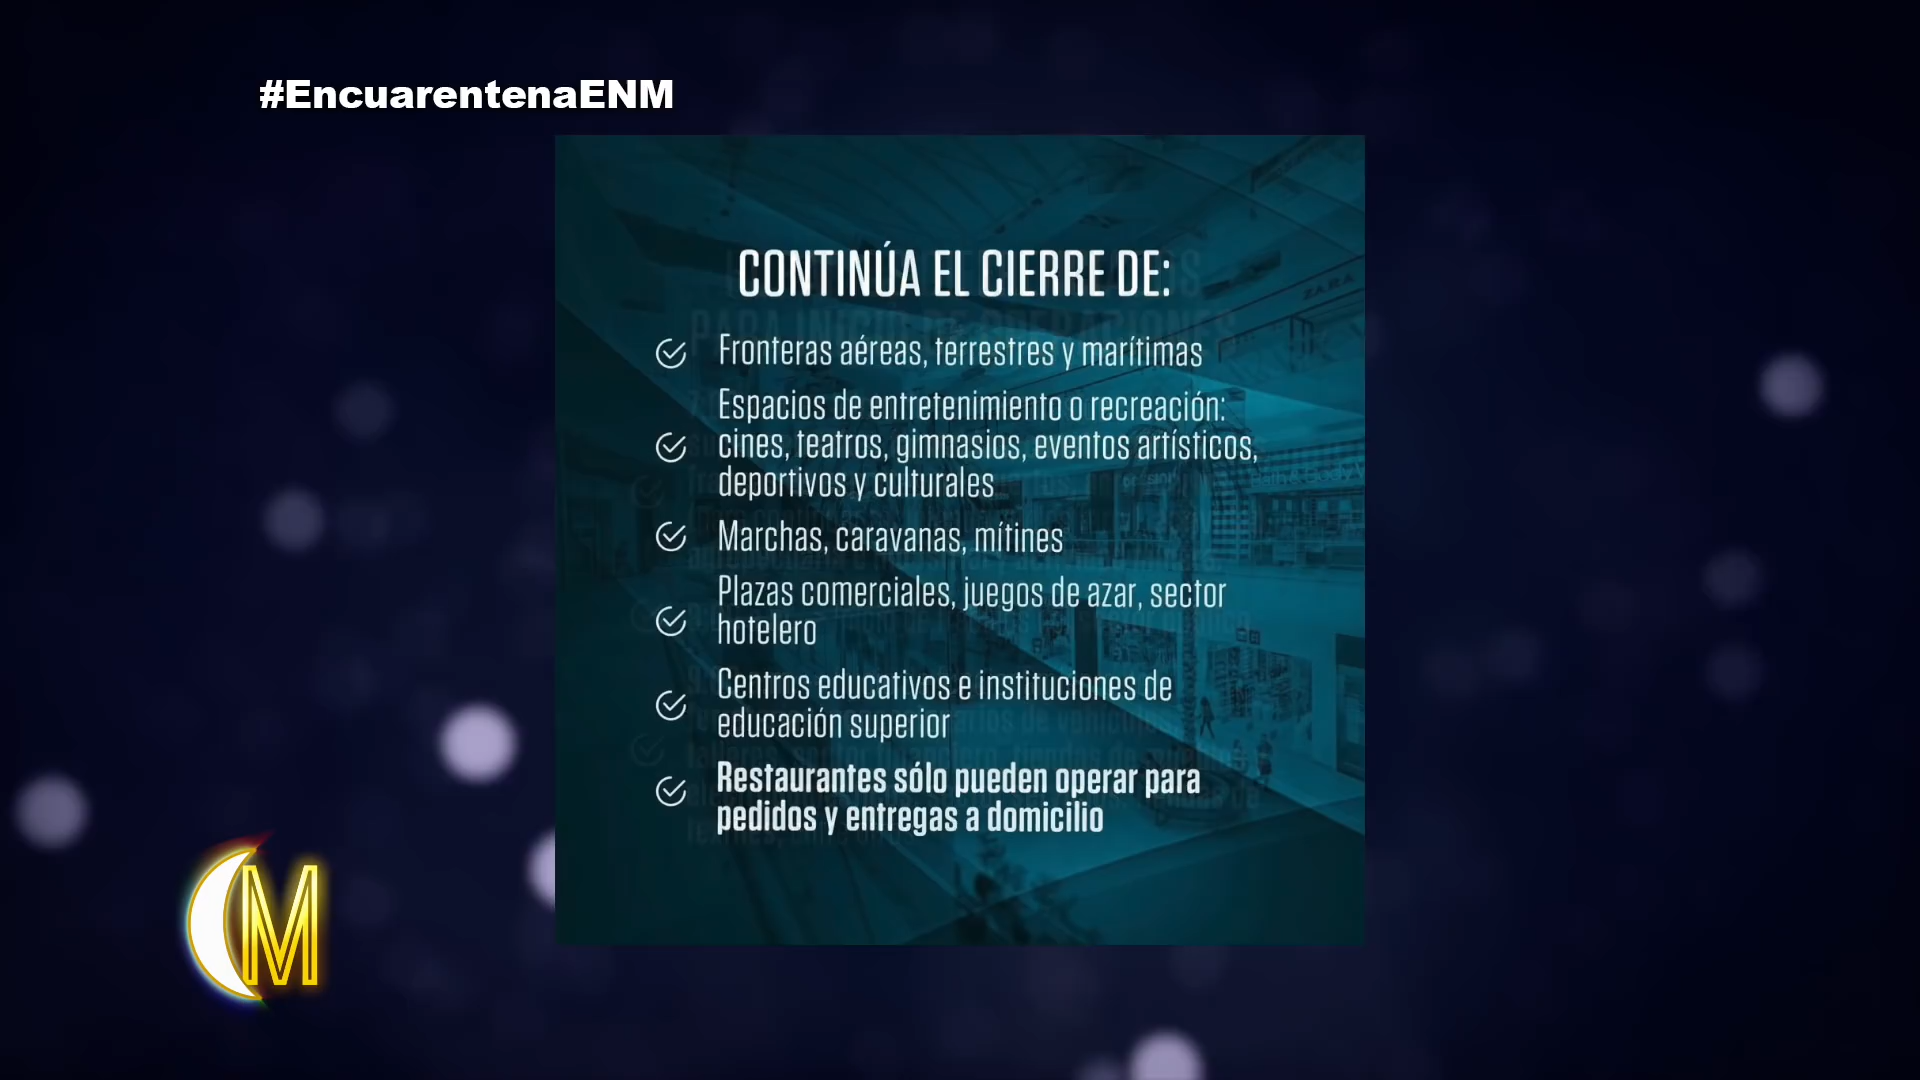 #EncuarentenaENM
CONTINÚA EL CIERRE DE:
Fronteras aéreas, terrestres y marítimas
Espacios de entretenimiento o recreación:
cines, teatros, gimnasios, eventos artísticos,
deportivos y culturales
Marchas, caravanas, mítines
Plazas comerciales, juegos de azar, sector
hotelero
Centros educativos e instituciones de
educación superior
Restaurantes sólo pueden operar para
pedidos y entregas a domicilio
ZARA
M